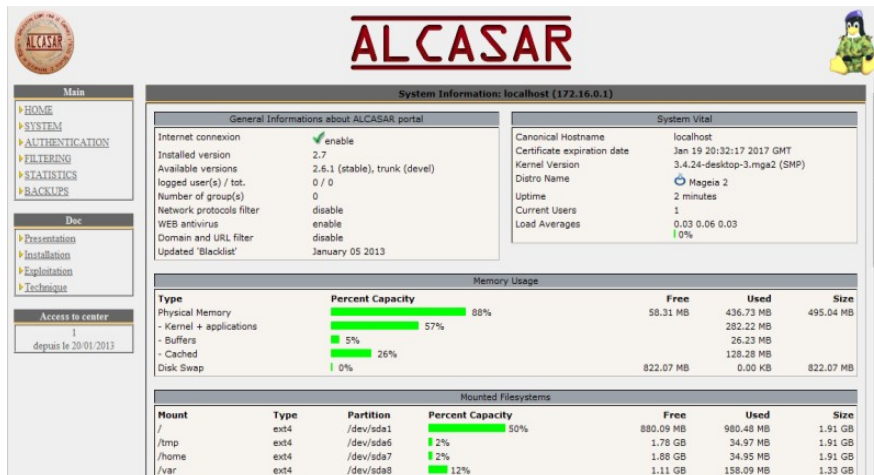 ALCASAR
ALCASAR
Main
HOME
SYSTEM
AUTHENTICATION
FILTERING
STATISTICS
BACKUPS
Doc
Presentation
Installation
Exploitation
Technique
Access to center
1
depuis le 20/01/2013
System Information: localhost (172.16.0.1)
General Informations about ALCASAR portal
Internet connexion enable
Installed version 2.7
Available versions 2.6.1 (stable), trunk (devel)
logged user(s) / tot. 0 / 0
Number of group(s) 0
Network protocols filter disable
WEB antivirus enable
Domain and URL filter disable
Updated 'Blacklist' January 05 2013
System Vital
Canonical Hostname localhost
Certificate expiration date Jan 19 20:32:17 2017 GMT
Kernel Version 3.4.24-desktop-3.mga2 (SMP)
Distro Name Mageia 2
Uptime 2 minutes
Current Users 1
Load Averages 0.03 0.06 0.03
0%
Memory Usage
Type Percent Capacity Free Used Size
Physical Memory 88% 58.31 MB 436.73 MB 495.04 MB
- Kernel + applications 57% 282.22 MB
- Buffers 5% 26.23 MB
- Cached 26% 128.28 MB
Disk Swap 0% 822.07 MB 0.00 KB 822.07 MB
Mounted Filesystems
Mount Type Partition Percent Capacity Free Used Size
/ ext4 /dev/sda1 50% 880.09 MB 980.48 MB 1.91 GB
/tmp ext4 /dev/sda6 2% 1.78 GB 34.97 MB 1.91 GB
/home ext4 /dev/sda7 2% 1.88 GB 34.95 MB 1.91 GB
/var ext4 /dev/sda8 12% 1.11 GB 158.09 MB 1.33 GB